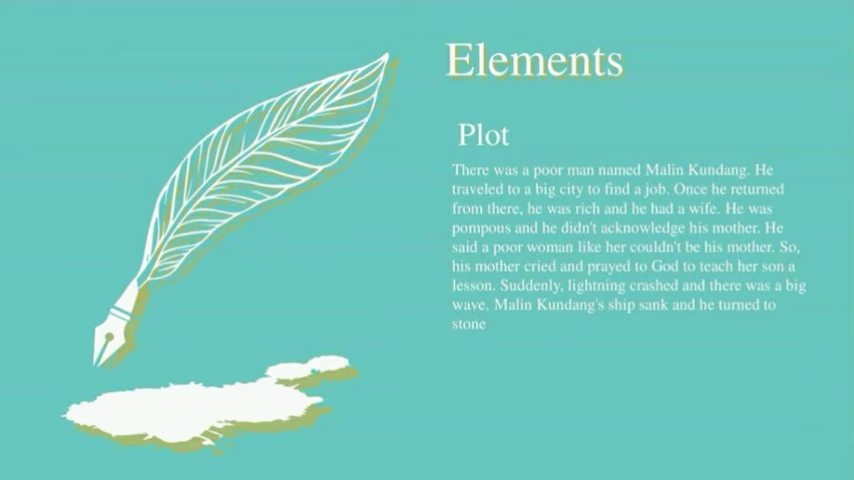 Elements
Plot
There was a poor man named Malin Kundang. He
traveled to a big city to find a job. Once he returned
from there, he was rich and he had a wife. He was
pompous and he didn't acknowledge his mother. He
said a poor woman like her couldn't be his mother. So,
his mother cried and prayed to God to teach her son a
lesson. Suddenly, lightning crashed and there was a big
wave. Malin Kundang's ship sank and he turned to
stone